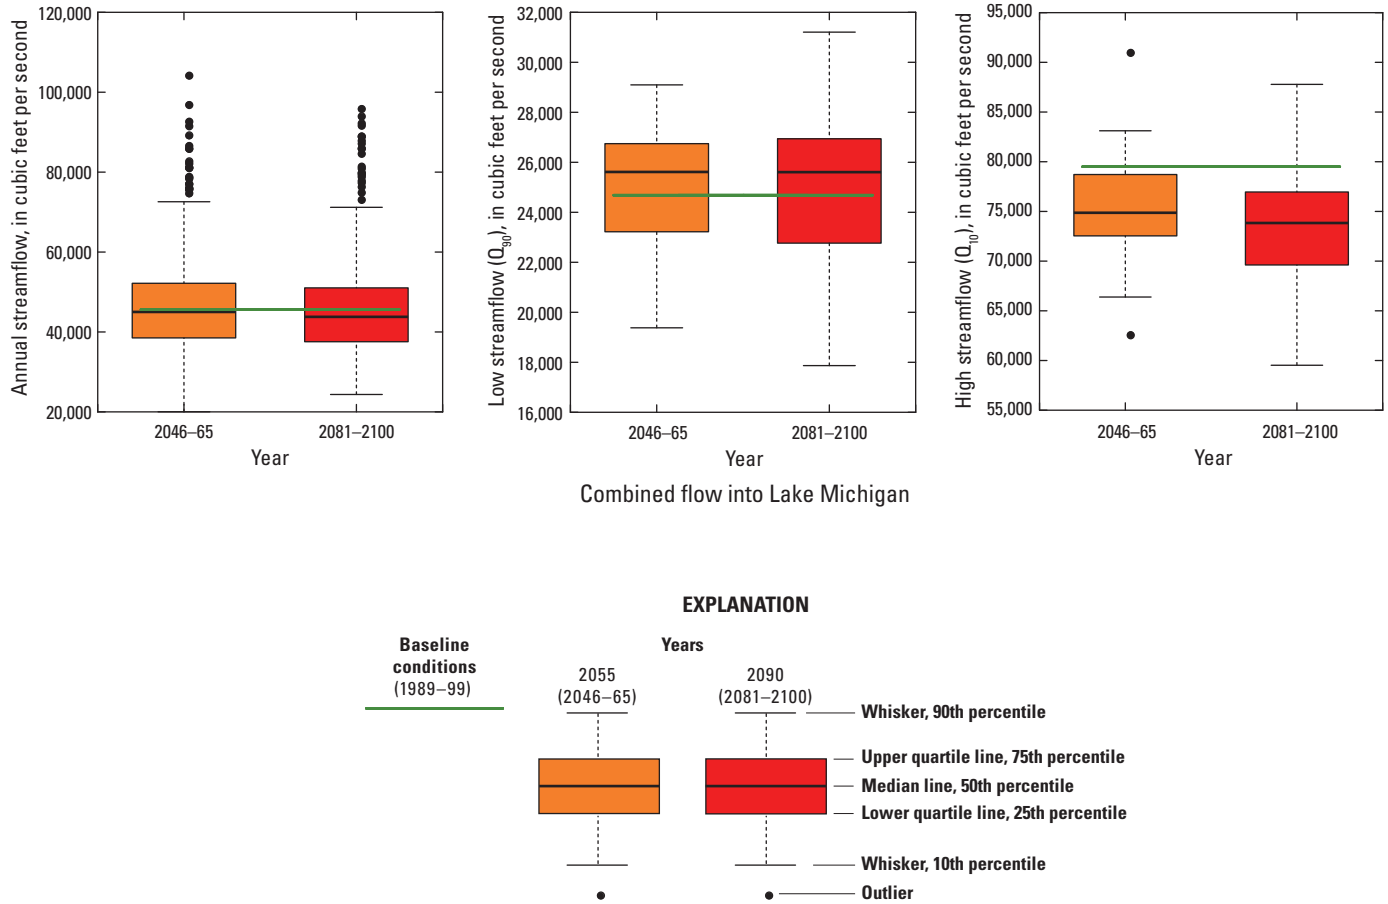 Annual streamflow, in cubic feet per second
120,000
100,000
80,000
60,000
40,000
20,000
2046–65
2081–2100
Year
Low streamflow (Q90), in cubic feet per second
32,000
30,000
28,000
26,000
24,000
22,000
20,000
18,000
16,000
2046–65
2081–2100
Year
High streamflow (Q10), in cubic feet per second
95,000
90,000
85,000
80,000
75,000
70,000
65,000
60,000
55,000
2046–65
2081–2100
Year
Combined flow into Lake Michigan
EXPLANATION
Baseline
conditions
(1989–99)
Years
2055
(2046–65)
2090
(2081–2100)
Whisker, 90th percentile
Upper quartile line, 75th percentile
Median line, 50th percentile
Lower quartile line, 25th percentile
Whisker, 10th percentile
Outlier